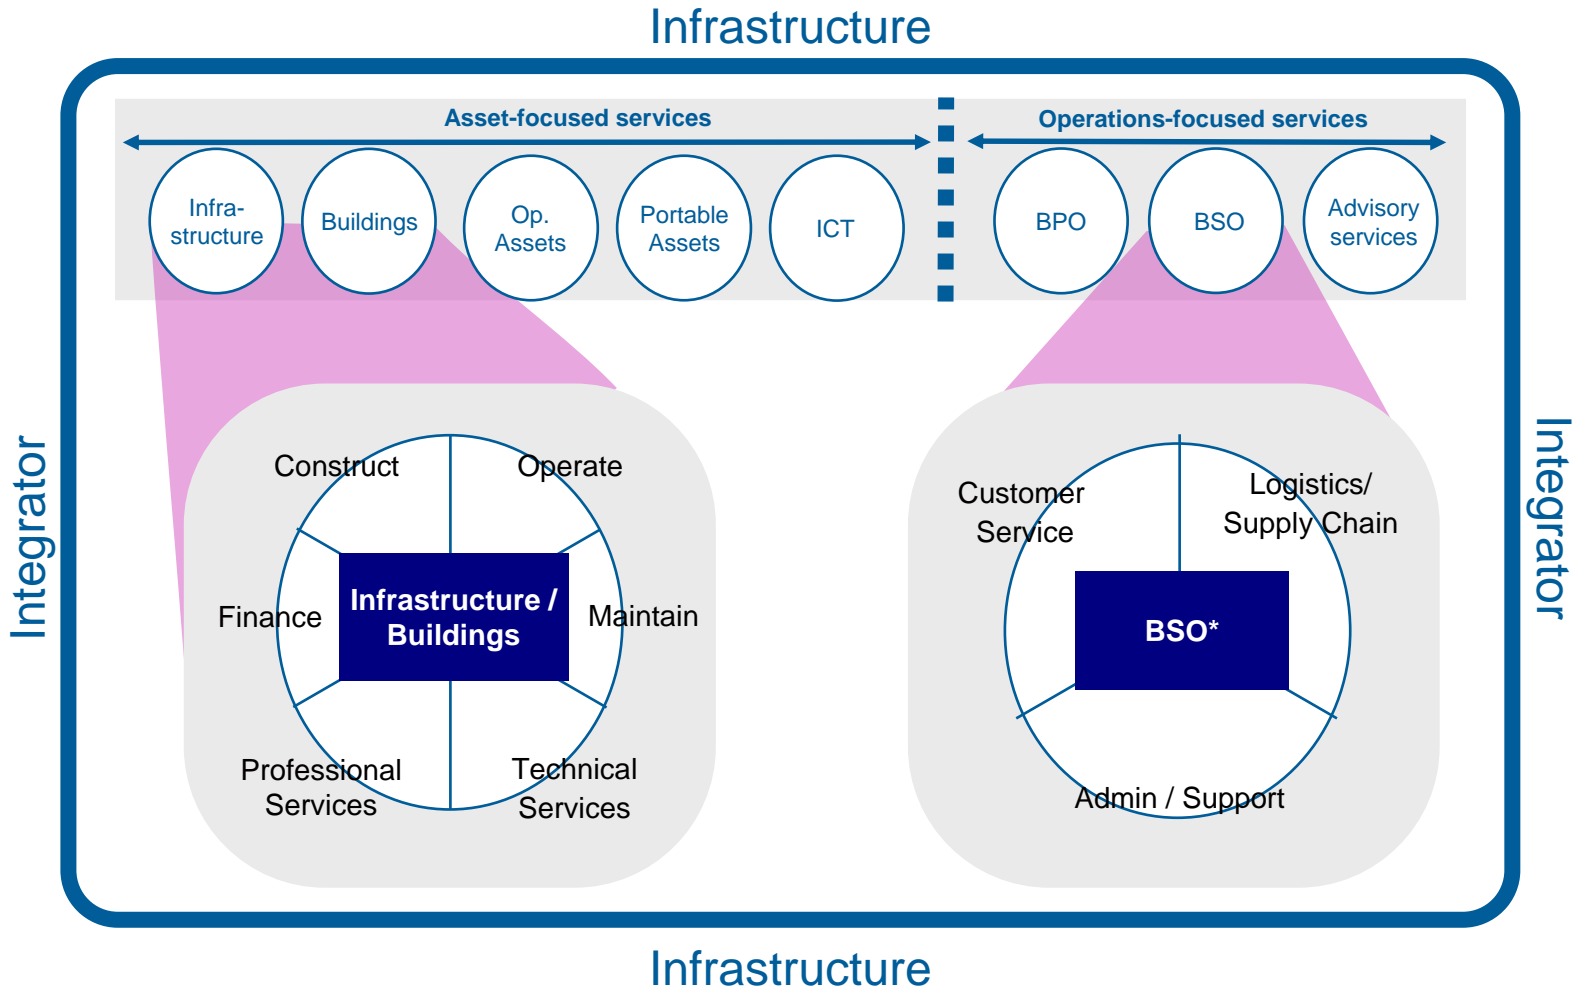 Infrastructure
Asset-focused services
Operations-focused services
Infra-
structure
Buildings
Op.
Assets
Portable
Assets
ICT
BPO
BSO
Advisory
services
Integrator
Integrator
Construct
Operate
Finance
Infrastructure /
Buildings
Maintain
Professional
Services
Technical
Services
Customer
Service
Logistics/
Supply Chain
BSO*
Admin / Support
Infrastructure